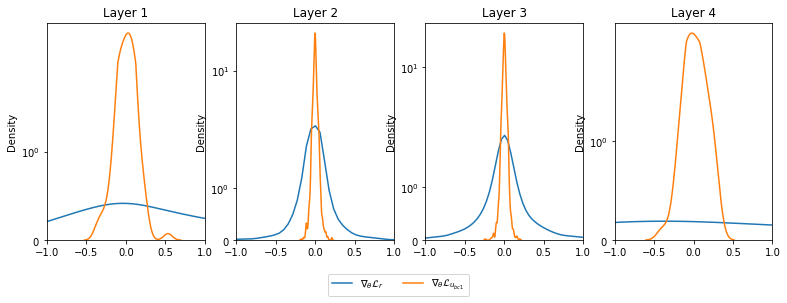 Layer 1 Layer 2 Layer 3 Layer 4
Density Density Density Density
10¹ 10¹
10⁰ 10⁰ 10⁰ 10⁰
0 0 0 0
−1.0 −0.5 0.0 0.5 1.0 −1.0 −0.5 0.0 0.5 1.0 −1.0 −0.5 0.0 0.5 1.0 −1.0 −0.5 0.0 0.5 1.0
∇θℒr ∇θℒu_bc1